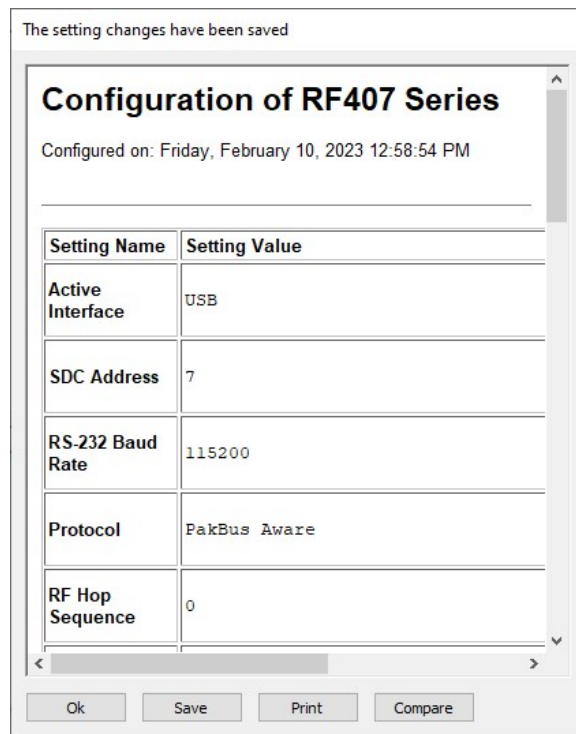 The setting changes have been saved
Configuration of RF407 Series
Configured on: Friday, February 10, 2023 12:58:54 PM
Setting Name Setting Value
Active
Interface
USB
SDC Address 7
RS-232 Baud
Rate
115200
Protocol PakBus Aware
RF Hop
Sequence
0
Ok Save Print Compare